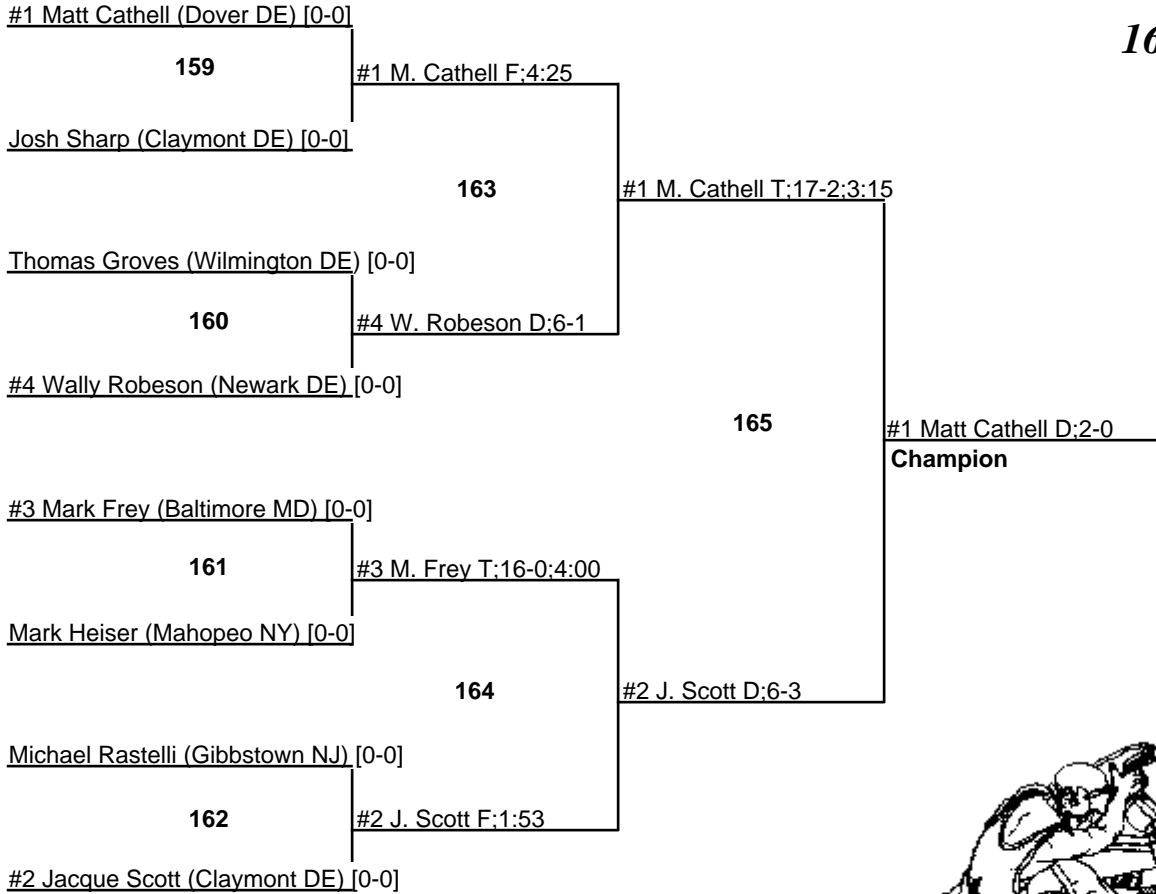 #1 Matt Cathell (Dover DE) [0-0]
16
159
#1 M. Cathell F;4:25
Josh Sharp (Claymont DE) [0-0]
163
#1 M. Cathell T;17-2;3:15
Thomas Groves (Wilmington DE) [0-0]
160
#4 W. Robeson D;6-1
#4 Wally Robeson (Newark DE) [0-0]
165
#1 Matt Cathell D;2-0
Champion
#3 Mark Frey (Baltimore MD) [0-0]
161
#3 M. Frey T;16-0;4:00
Mark Heiser (Mahopeo NY) [0-0]
164
#2 J. Scott D;6-3
Michael Rastelli (Gibbstown NJ) [0-0]
162
#2 J. Scott F;1:53
#2 Jacque Scott (Claymont DE) [0-0]